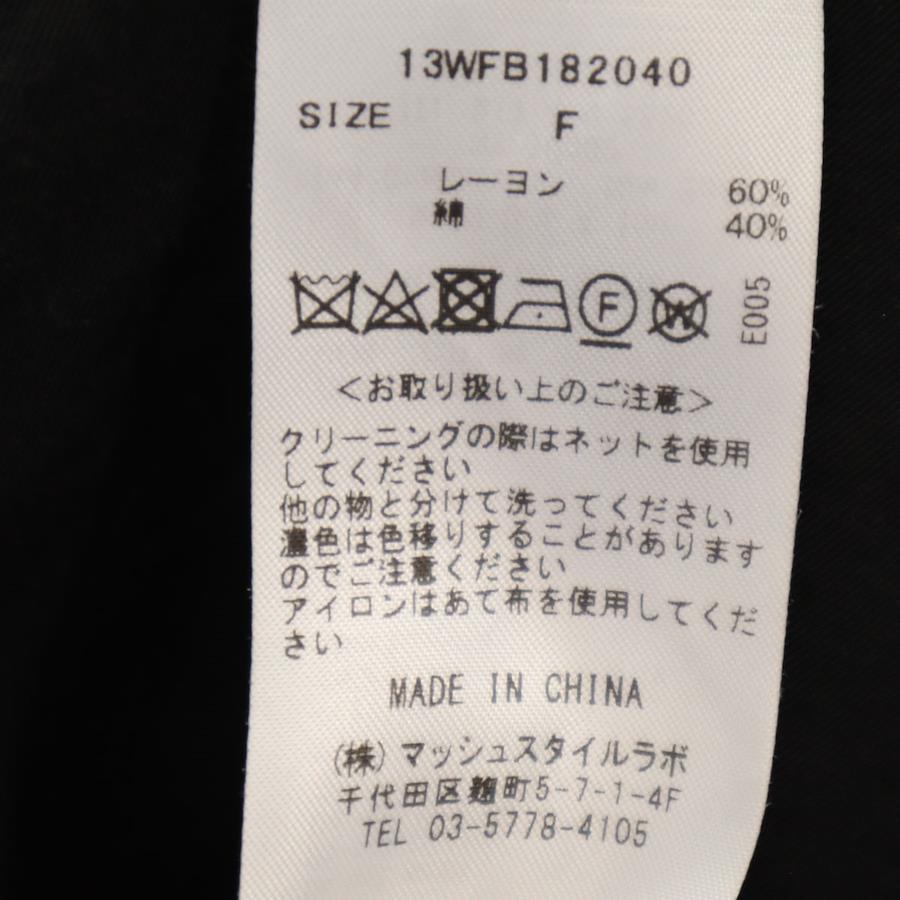 13WFB182040
SIZE F
レーヨン 60%
綿 40%
F W E005
<お取り扱い上のご注意>
クリーニングの際はネットを使用
してください
他の物と分けて洗ってください
濃色は色移りすることがあります
のでご注意ください
アイロンはあて布を使用してくだ
さい
MADE IN CHINA
(株)マッシュスタイルラボ
千代田区麹町5-7-1-4F
TEL 03-5778-4105